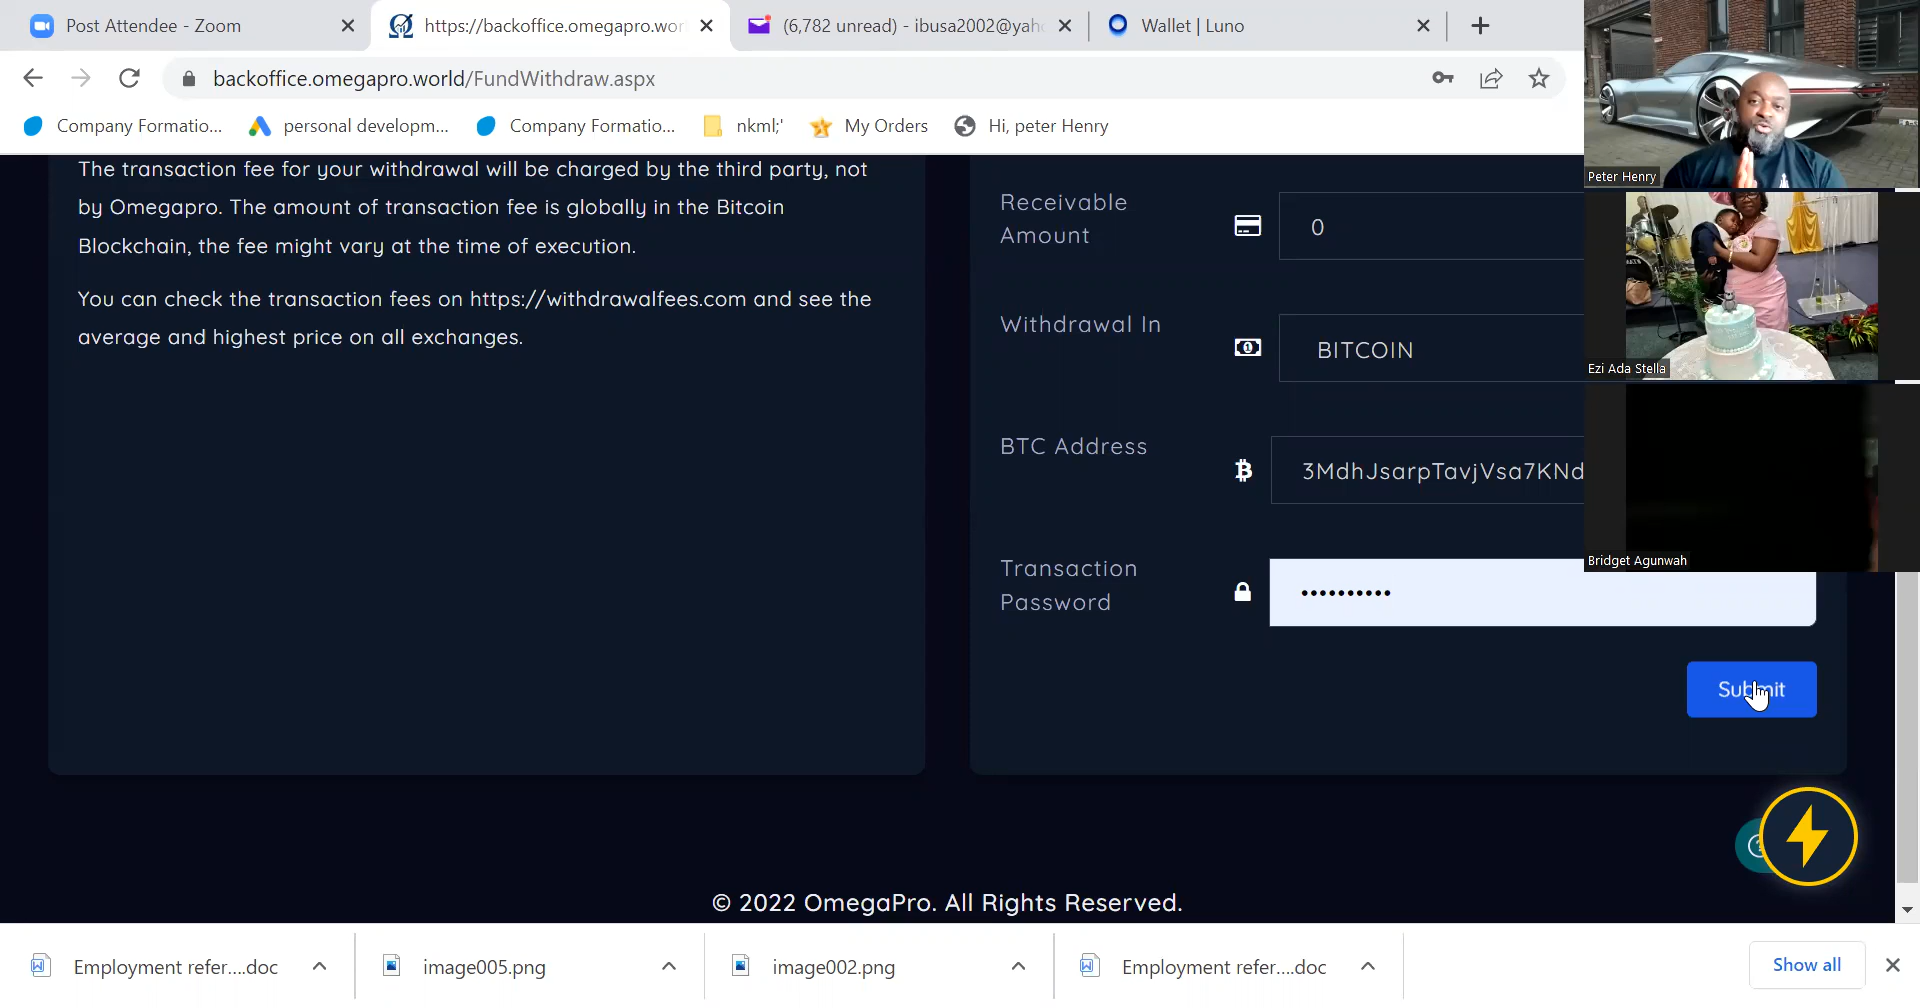 Post Attendee - Zoom
https://backoffice.omegapro.wor
(6,782 unread) - ibusa2002@yah
Wallet | Luno
backoffice.omegapro.world/FundWithdraw.aspx
Company Formatio...
personal developm...
Company Formatio...
nkml;'
My Orders
Hi, peter Henry
The transaction fee for your withdrawal will be charged by the third party, not
by Omegapro. The amount of transaction fee is globally in the Bitcoin
Blockchain, the fee might vary at the time of execution.
You can check the transaction fees on https://withdrawalfees.com and see the
average and highest price on all exchanges.
Receivable
Amount
0
Withdrawal In
BITCOIN
BTC Address
3MdhJsarpTavjVsa7KNd
Transaction
Password
••••••••••
Submit
Peter Henry
Ezi Ada Stella
Bridget Agunwah
© 2022 OmegaPro. All Rights Reserved.
Employment refer....doc
image005.png
image002.png
Employment refer....doc
Show all